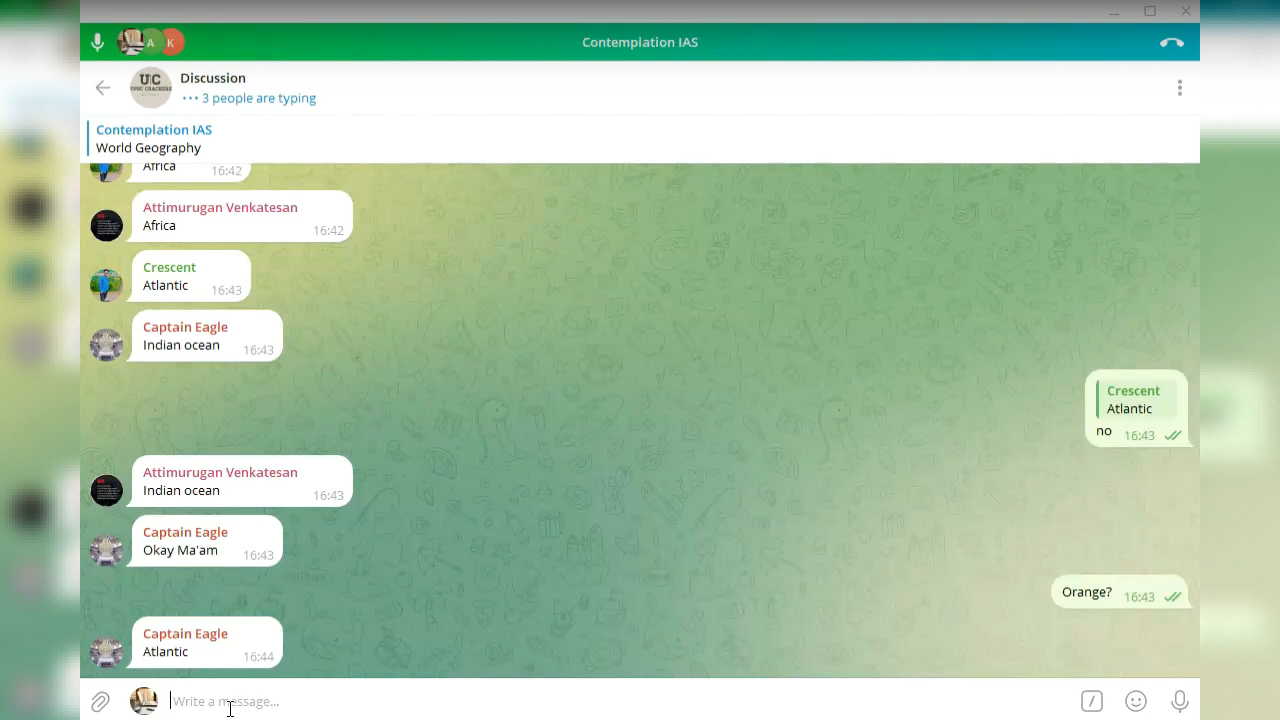 A K
Contemplation IAS
UC
UPSC CRACKERS
Discussion
••• 3 people are typing
Contemplation IAS
World Geography
Africa 16:42
Attimurugan Venkatesan
Africa 16:42
Crescent
Atlantic 16:43
Captain Eagle
Indian ocean 16:43
Crescent
Atlantic
no 16:43
Attimurugan Venkatesan
Indian ocean 16:43
Captain Eagle
Okay Ma'am 16:43
Orange? 16:43
Captain Eagle
Atlantic 16:44
Write a message...